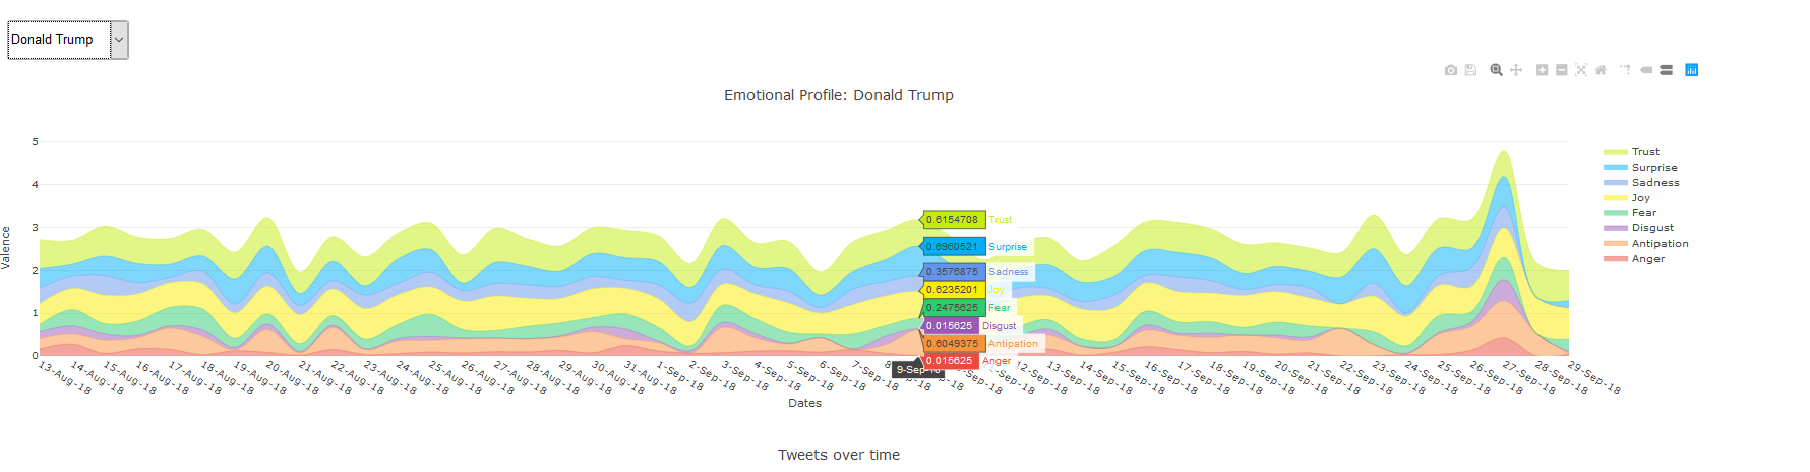 Donald Trump
Emotional Profile: Donald Trump
5
4
3
2
1
0
Valence
0.6154708 Trust
0.6960521 Surprise
0.3576875 Sadness
0.6235201 Joy
0.2475625 Fear
0.015625 Disgust
0.6049375 Antipation
0.015625 Anger
9-Sep-18
Trust
Surprise
Sadness
Joy
Fear
Disgust
Antipation
Anger
13-Aug-18
14-Aug-18
15-Aug-18
16-Aug-18
17-Aug-18
18-Aug-18
19-Aug-18
20-Aug-18
21-Aug-18
22-Aug-18
23-Aug-18
24-Aug-18
25-Aug-18
26-Aug-18
27-Aug-18
28-Aug-18
29-Aug-18
30-Aug-18
31-Aug-18
1-Sep-18
2-Sep-18
3-Sep-18
4-Sep-18
5-Sep-18
6-Sep-18
7-Sep-18
8-Sep-18
12-Sep-18
13-Sep-18
14-Sep-18
15-Sep-18
16-Sep-18
17-Sep-18
18-Sep-18
19-Sep-18
20-Sep-18
21-Sep-18
22-Sep-18
23-Sep-18
24-Sep-18
25-Sep-18
26-Sep-18
27-Sep-18
28-Sep-18
29-Sep-18
Dates
Tweets over time